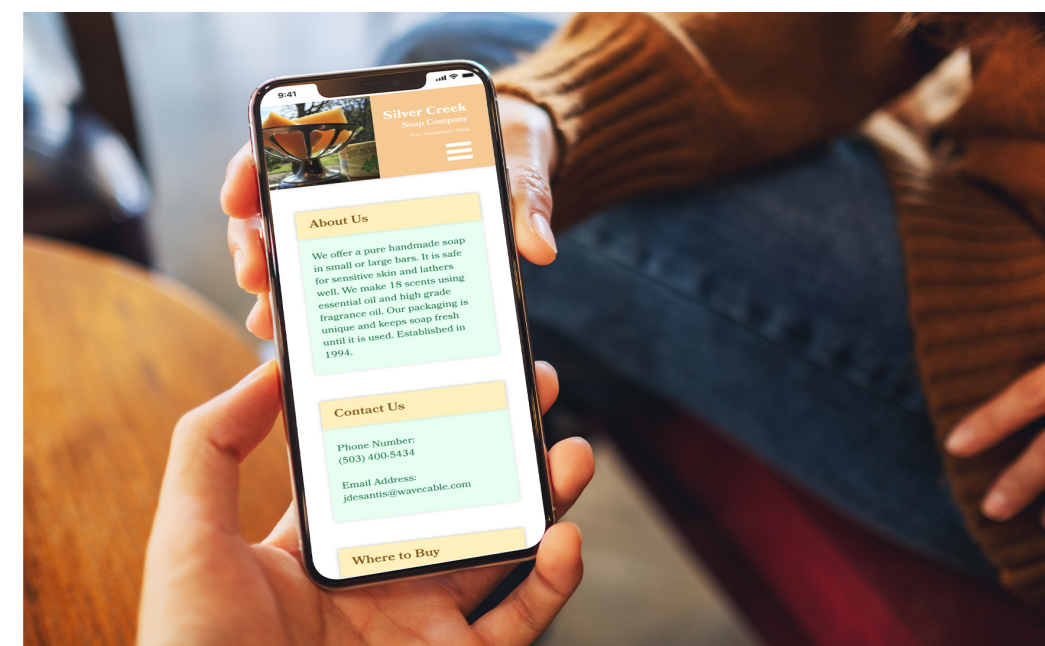 9:41
Silver Creek
Soap Company
Pure Handmade Soap
About Us
We offer a pure handmade soap
in small or large bars. It is safe
for sensitive skin and lathers
well. We make 18 scents using
essential oil and high grade
fragrance oil. Our packaging is
unique and keeps soap fresh
until it is used. Established in
1994.
Contact Us
Phone Number:
(503) 400-5434
Email Address:
jdesantis@wavecable.com
Where to Buy